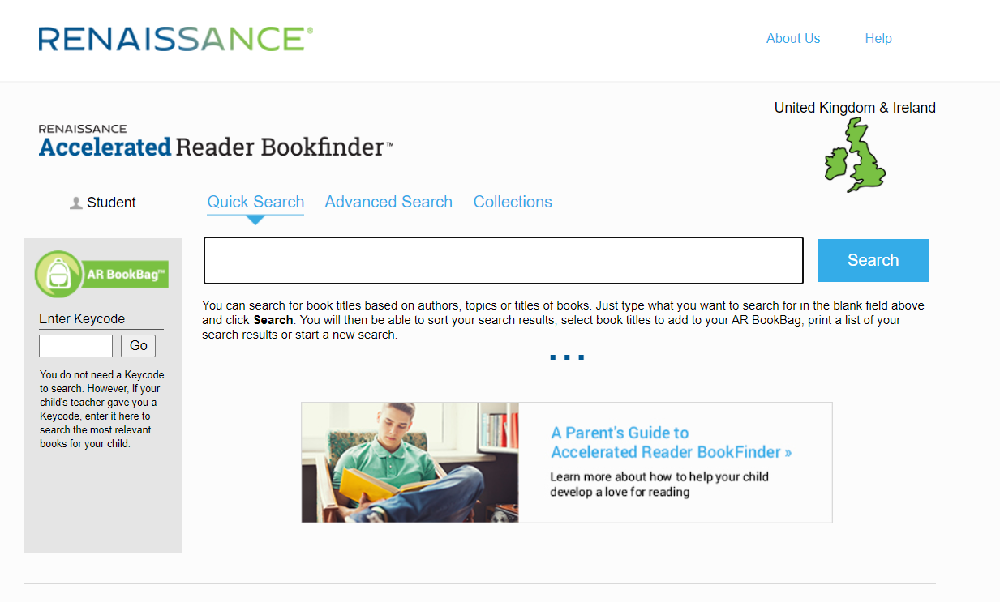 RENAISSANCE®
About Us
Help
United Kingdom & Ireland
RENAISSANCE
Accelerated Reader Bookfinder™
Student
Quick Search
Advanced Search
Collections
AR BookBag™
Search
Enter Keycode
Go
You do not need a Keycode
to search. However, if your
child's teacher gave you a
Keycode, enter it here to
search the most relevant
books for your child.
You can search for book titles based on authors, topics or titles of books. Just type what you want to search for in the blank field above
and click Search. You will then be able to sort your search results, select book titles to add to your AR BookBag, print a list of your
search results or start a new search.
A Parent's Guide to
Accelerated Reader BookFinder »
Learn more about how to help your child
develop a love for reading